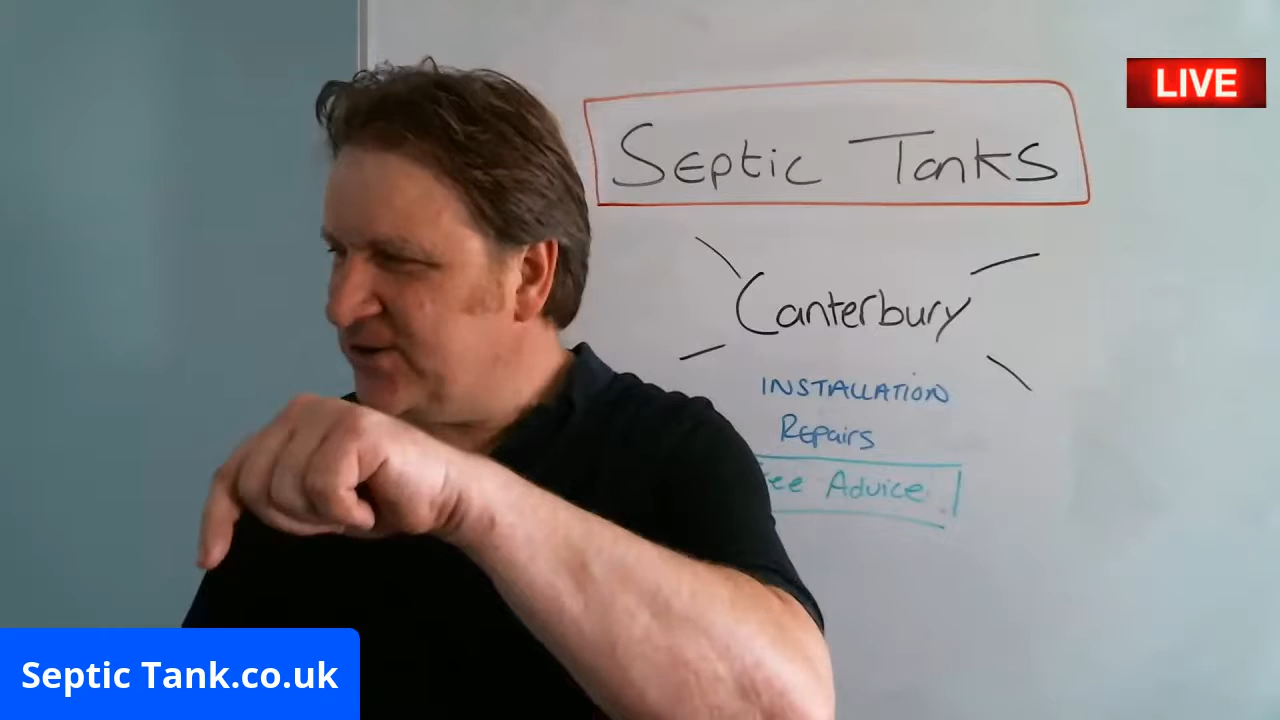 LIVE
Septic Tanks
Canterbury
INSTALLATION
Repairs
Advice
Septic Tank.co.uk